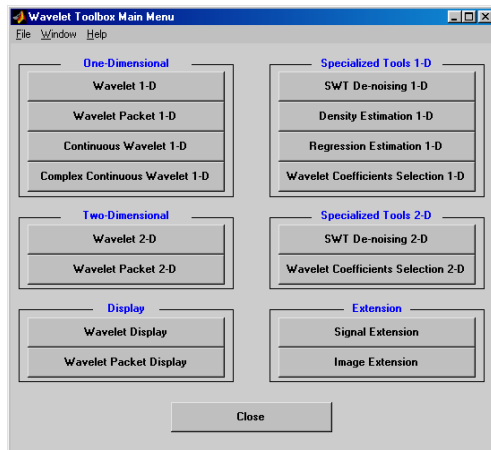 Wavelet Toolbox Main Menu
File Window Help
One-Dimensional
Wavelet 1-D
Wavelet Packet 1-D
Continuous Wavelet 1-D
Complex Continuous Wavelet 1-D
Specialized Tools 1-D
SWT De-noising 1-D
Density Estimation 1-D
Regression Estimation 1-D
Wavelet Coefficients Selection 1-D
Two-Dimensional
Wavelet 2-D
Wavelet Packet 2-D
Specialized Tools 2-D
SWT De-noising 2-D
Wavelet Coefficients Selection 2-D
Display
Wavelet Display
Wavelet Packet Display
Extension
Signal Extension
Image Extension
Close